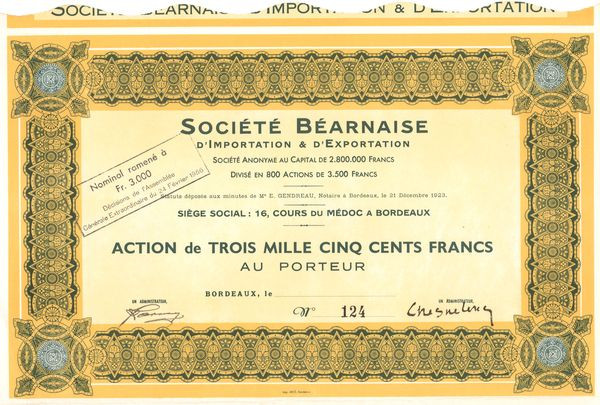 SOCIÉTÉ BÉARNAISE D'IMPORTATION & D'EXPORTATION
SOCIÉTÉ BÉARNAISE
D'IMPORTATION & D'EXPORTATION
SOCIÉTÉ ANONYME AU CAPITAL DE 2.800.000 FRANCS
DIVISÉ EN 800 ACTIONS DE 3.500 FRANCS
Nominal ramené à
Fr. 3.000
Décisions de l'Assemblée
Générale Extraordinaire du 24 Février 1956
Statuts déposés aux minutes de Mᵉ E. GENDREAU, Notaire à Bordeaux, le 21 Décembre 1923.
SIÈGE SOCIAL : 16, COURS DU MÉDOC A BORDEAUX
ACTION de TROIS MILLE CINQ CENTS FRANCS
AU PORTEUR
BORDEAUX, le
UN ADMINISTRATEUR,
Nº 124
UN ADMINISTRATEUR,